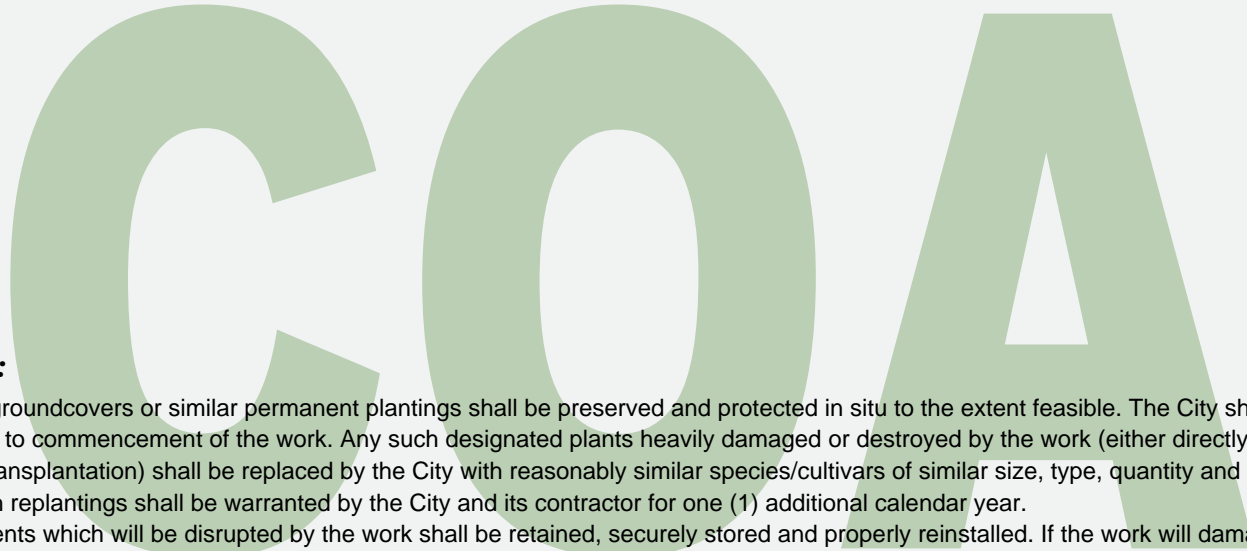 COA
:
groundcovers or similar permanent plantings shall be preserved and protected in situ to the extent feasible. The City sh
to commencement of the work. Any such designated plants heavily damaged or destroyed by the work (either directly
ransplantation) shall be replaced by the City with reasonably similar species/cultivars of similar size, type, quantity and
replantings shall be warranted by the City and its contractor for one (1) additional calendar year.
ents which will be disrupted by the work shall be retained, securely stored and properly reinstalled. If the work will dama